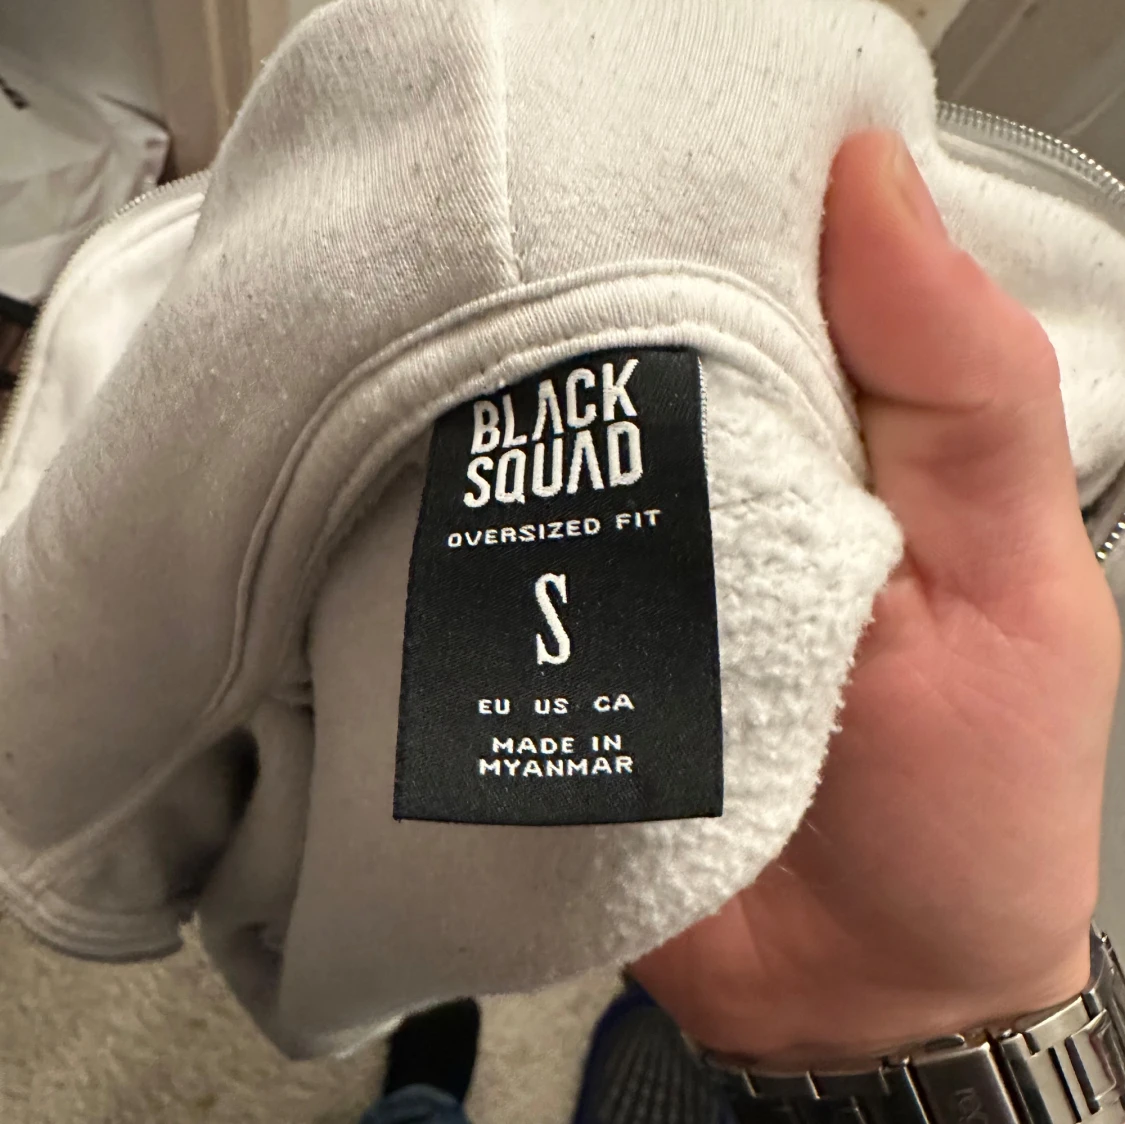 BLACK
SQUAD
OVERSIZED FIT
S
EU US CA
MADE IN
MYANMAR